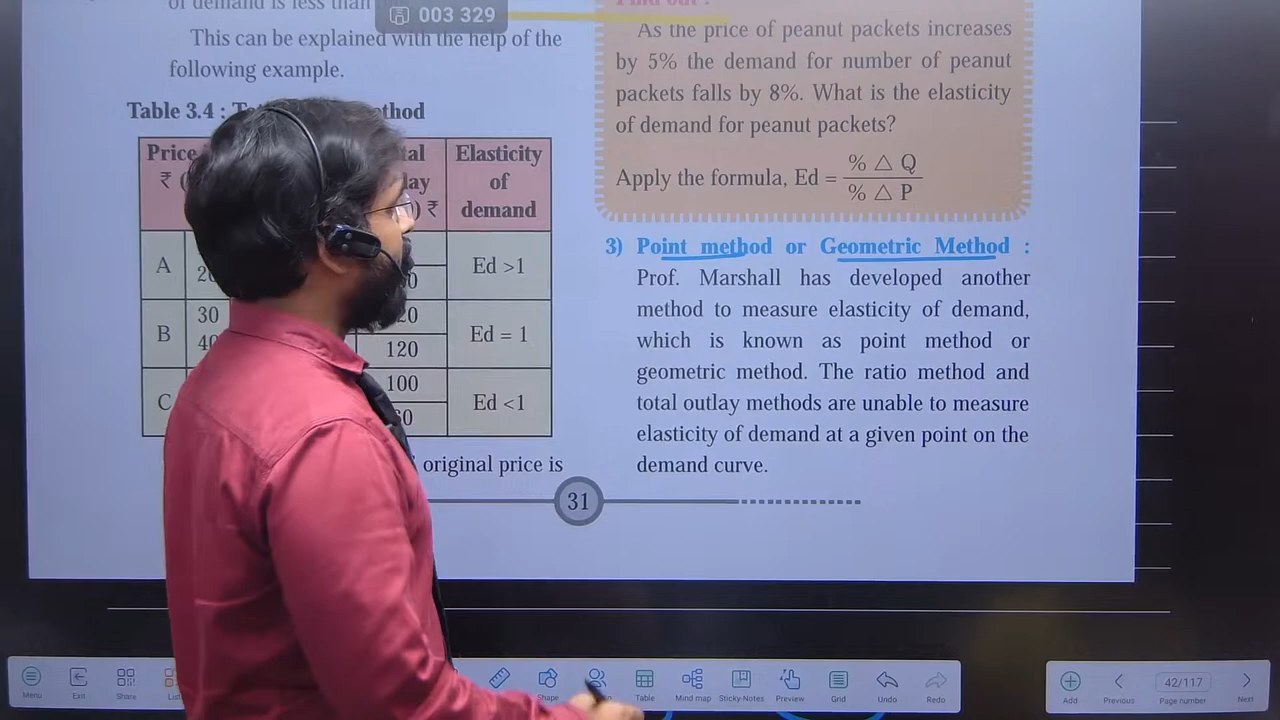 of demand is less than
This can be explained with the help of the
following example.
Table 3.4 :
Price
₹
Elasticity
of
demand
A
Ed >1
B
30
120
Ed = 1
C
100
Ed <1
original price is
31
003 329
As the price of peanut packets increases
by 5% the demand for number of peanut
packets falls by 8%. What is the elasticity
of demand for peanut packets?
Apply the formula, Ed = % △ Q
% △ P
3) Point method or Geometric Method :
Prof. Marshall has developed another
method to measure elasticity of demand,
which is known as point method or
geometric method. The ratio method and
total outlay methods are unable to measure
elasticity of demand at a given point on the
demand curve.
Menu
Exit
Share
Shape
Table
Mind map
Sticky-Notes
Preview
Grid
Undo
Redo
Add
Previous
42/117
Page number
Next